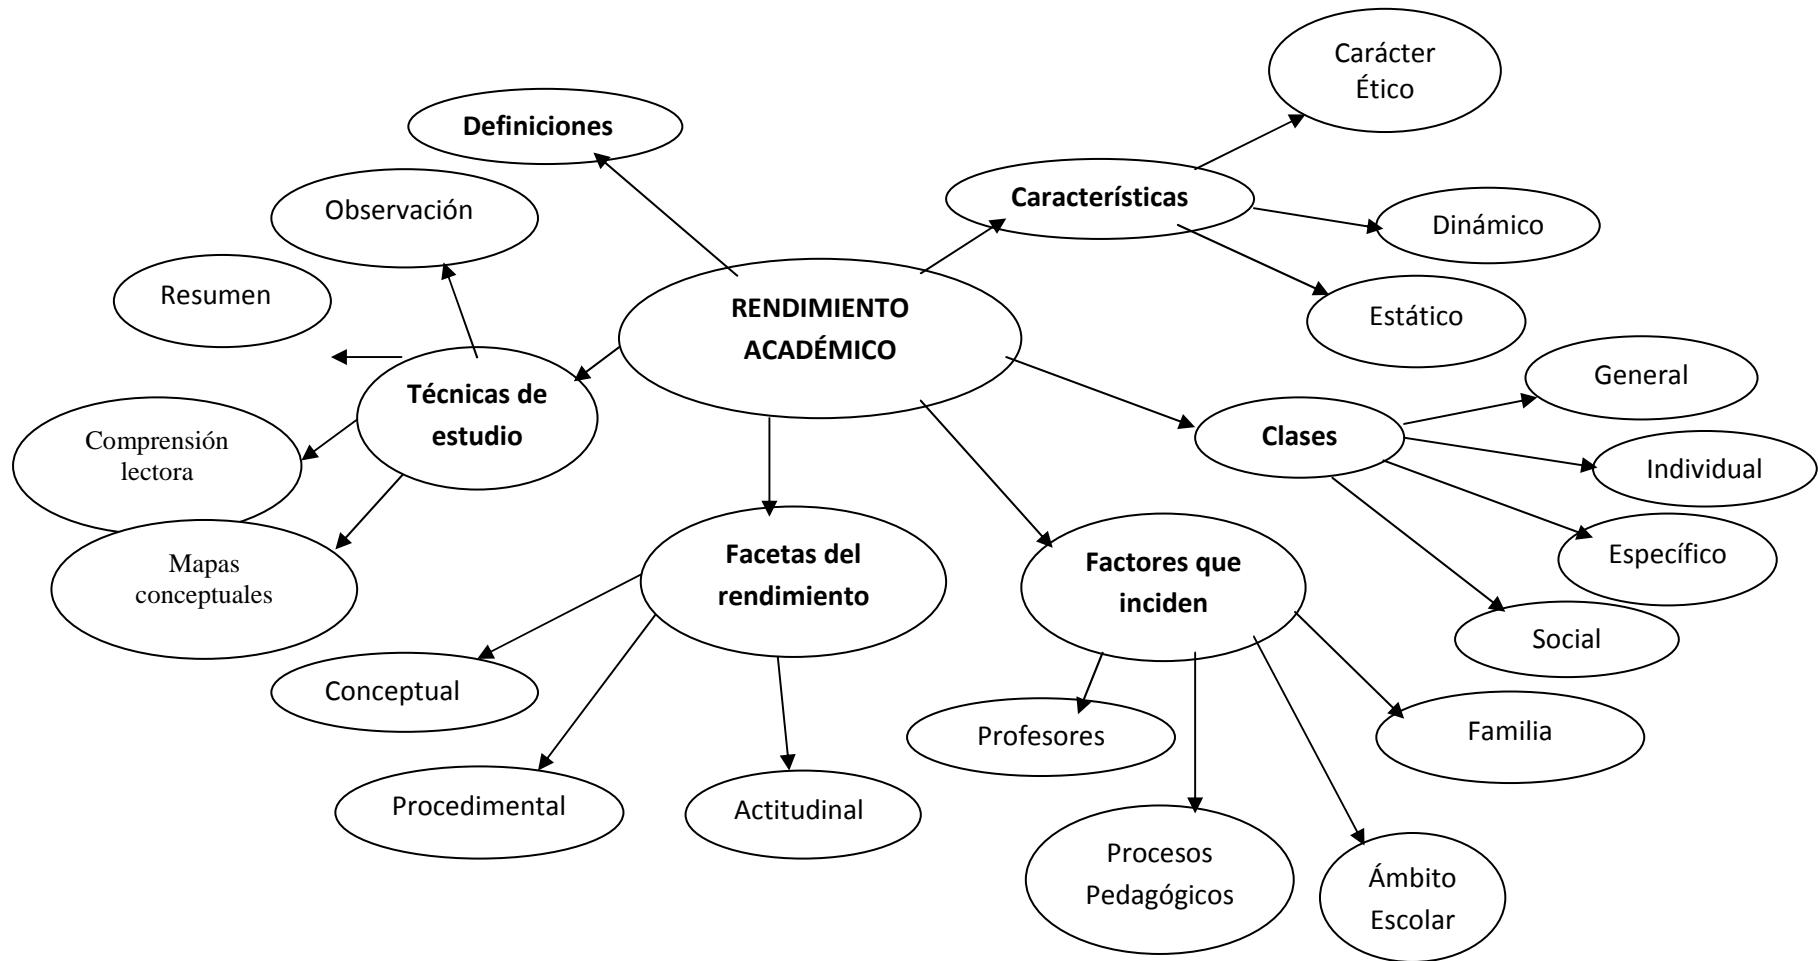 Carácter
Ético
Definiciones
Características
Observación
Dinámico
Resumen
RENDIMIENTO
ACADÉMICO
Estático
General
Técnicas de
estudio
Clases
Comprensión
lectora
Individual
Facetas del
rendimiento
Factores que
inciden
Específico
Mapas
conceptuales
Social
Conceptual
Profesores
Familia
Procedimental
Actitudinal
Procesos
Pedagógicos
Ámbito
Escolar